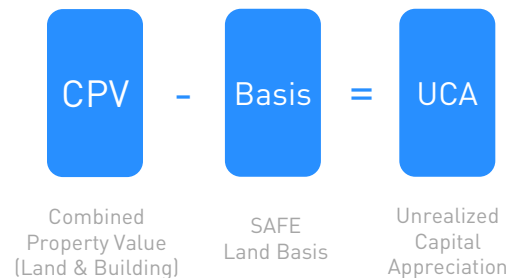 CPV - Basis = UCA
Combined
Property Value
(Land & Building)
SAFE
Land Basis
Unrealized
Capital
Appreciation